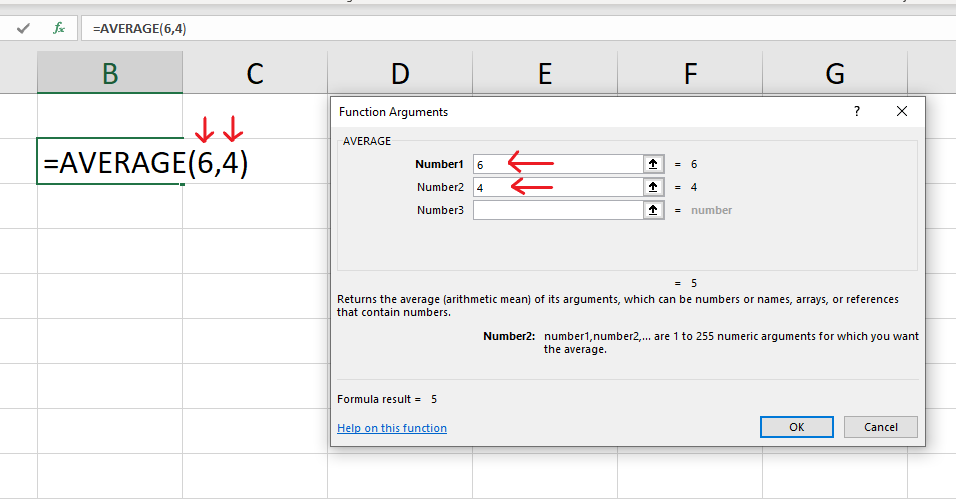 fx =AVERAGE(6,4)
B C D E F G
Function Arguments ? X
AVERAGE
=AVERAGE(6,4)
Number1 6 = 6
Number2 4 = 4
Number3 = number
= 5
Returns the average (arithmetic mean) of its arguments, which can be numbers or names, arrays, or references
that contain numbers.
Number2: number1,number2,... are 1 to 255 numeric arguments for which you want
the average.
Formula result = 5
Help on this function OK Cancel